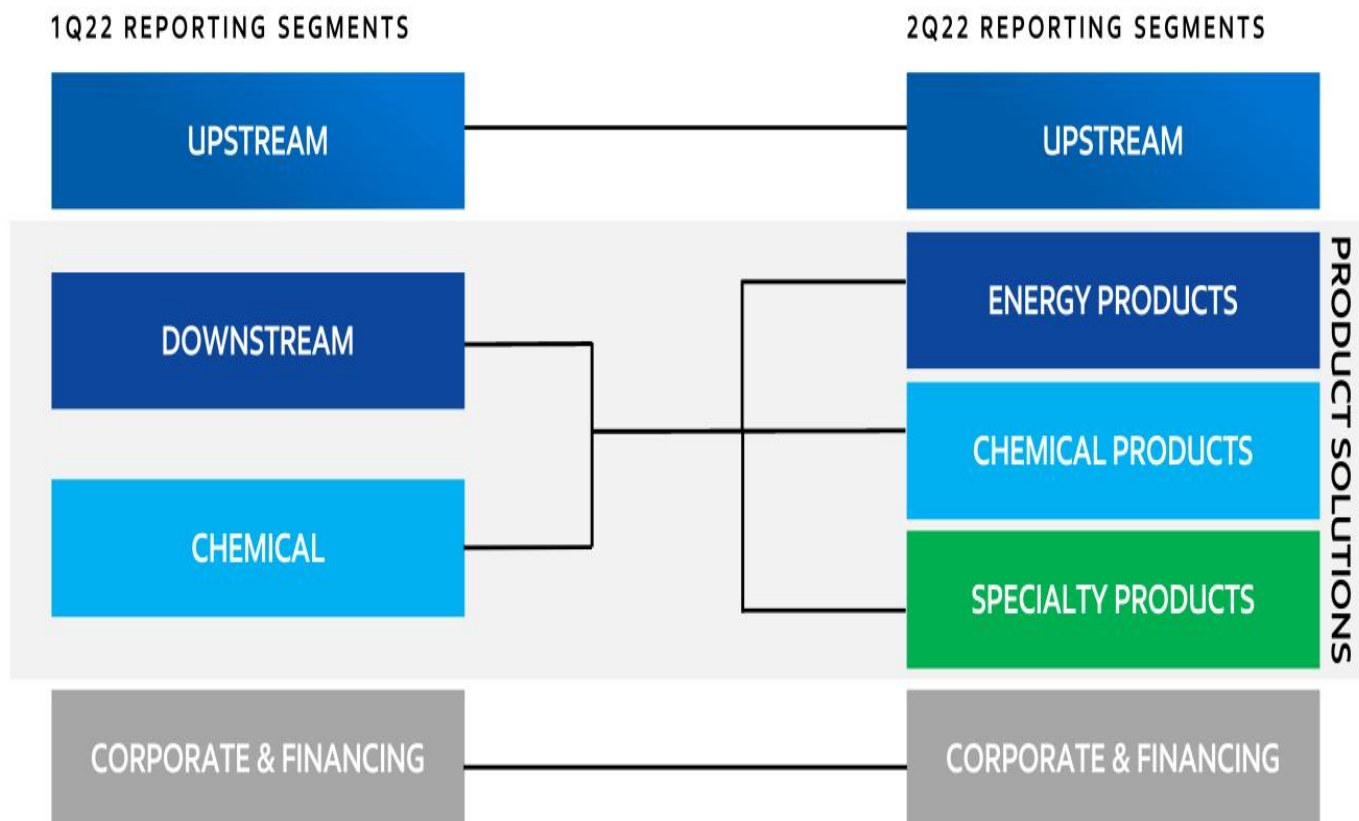 1Q22 REPORTING SEGMENTS
2Q22 REPORTING SEGMENTS
UPSTREAM
UPSTREAM
DOWNSTREAM
CHEMICAL
ENERGY PRODUCTS
CHEMICAL PRODUCTS
SPECIALTY PRODUCTS
PRODUCT SOLUTIONS
CORPORATE & FINANCING
CORPORATE & FINANCING